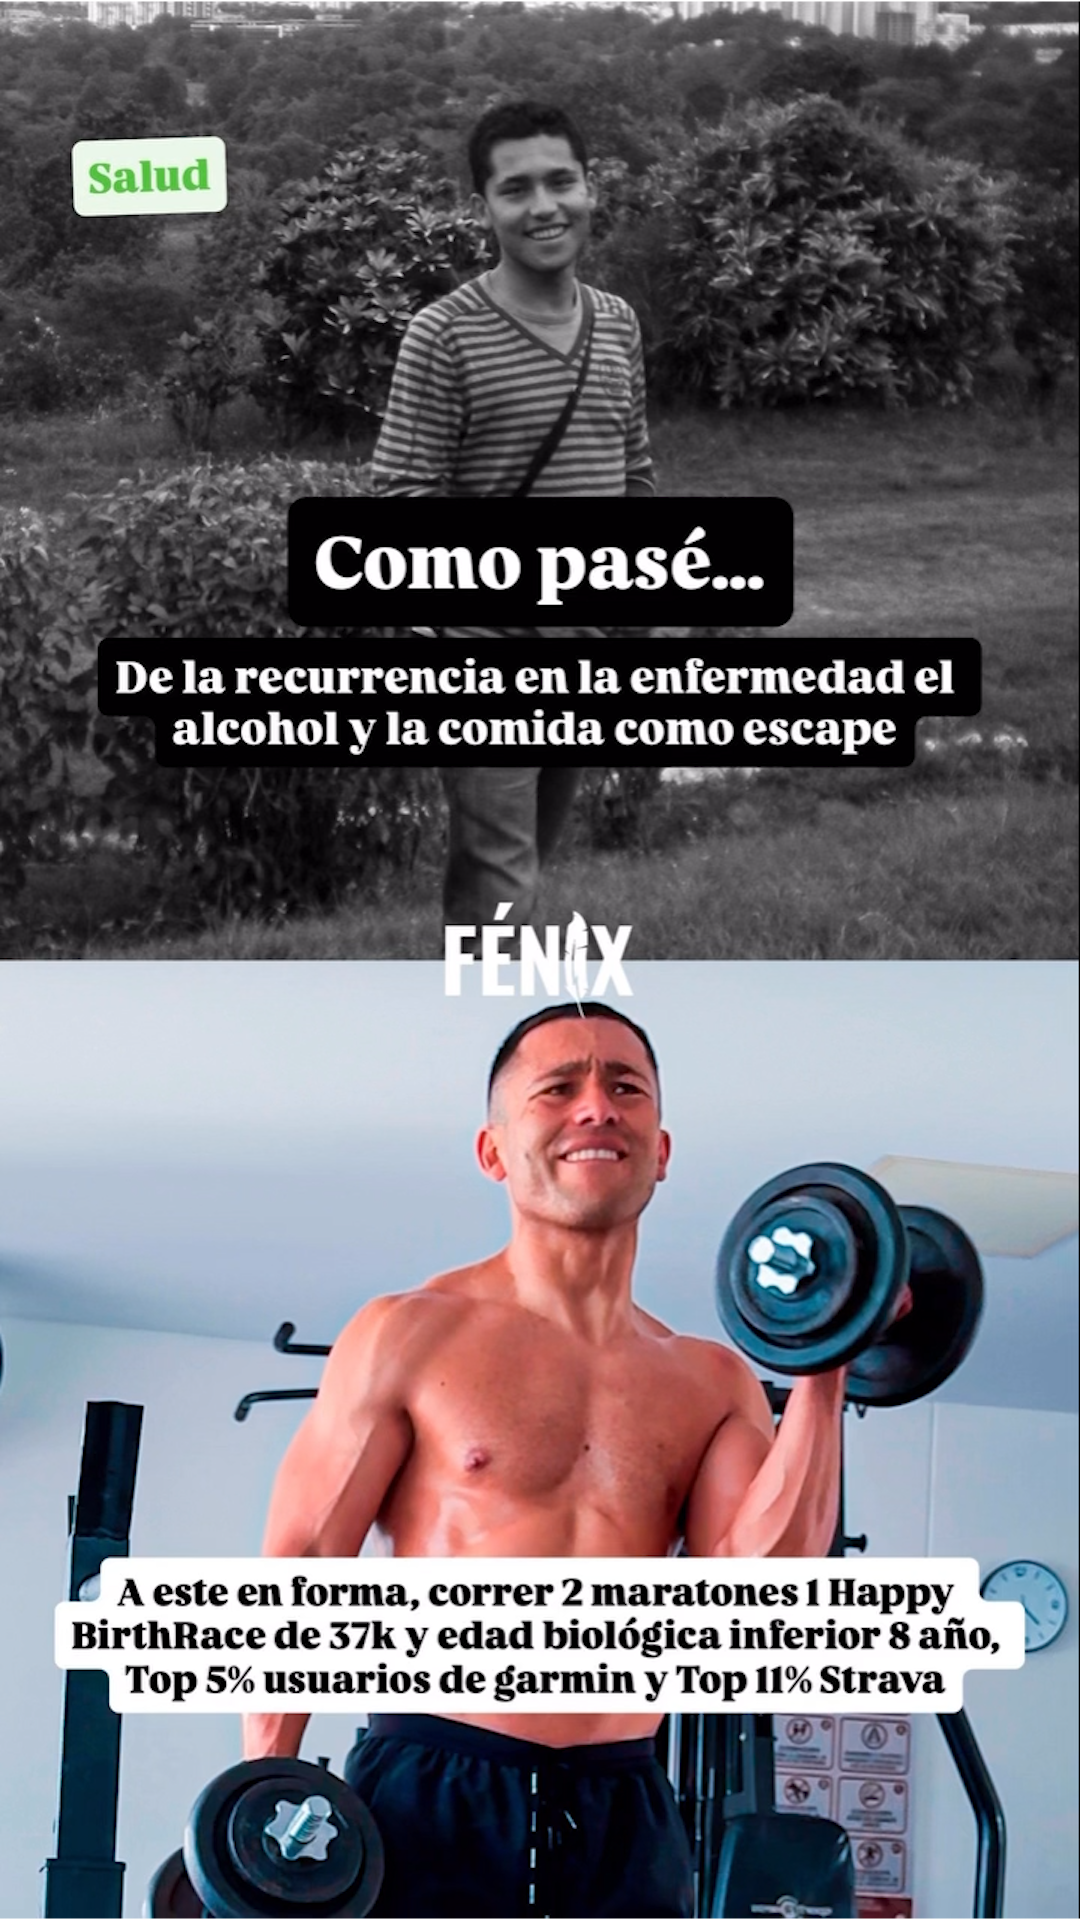 Salud
Como pasé...
De la recurrencia en la enfermedad el
alcohol y la comida como escape
FÉNIX
A este en forma, correr 2 maratones 1 Happy
BirthRace de 37k y edad biológica inferior 8 año,
Top 5% usuarios de garmin y Top 11% Strava